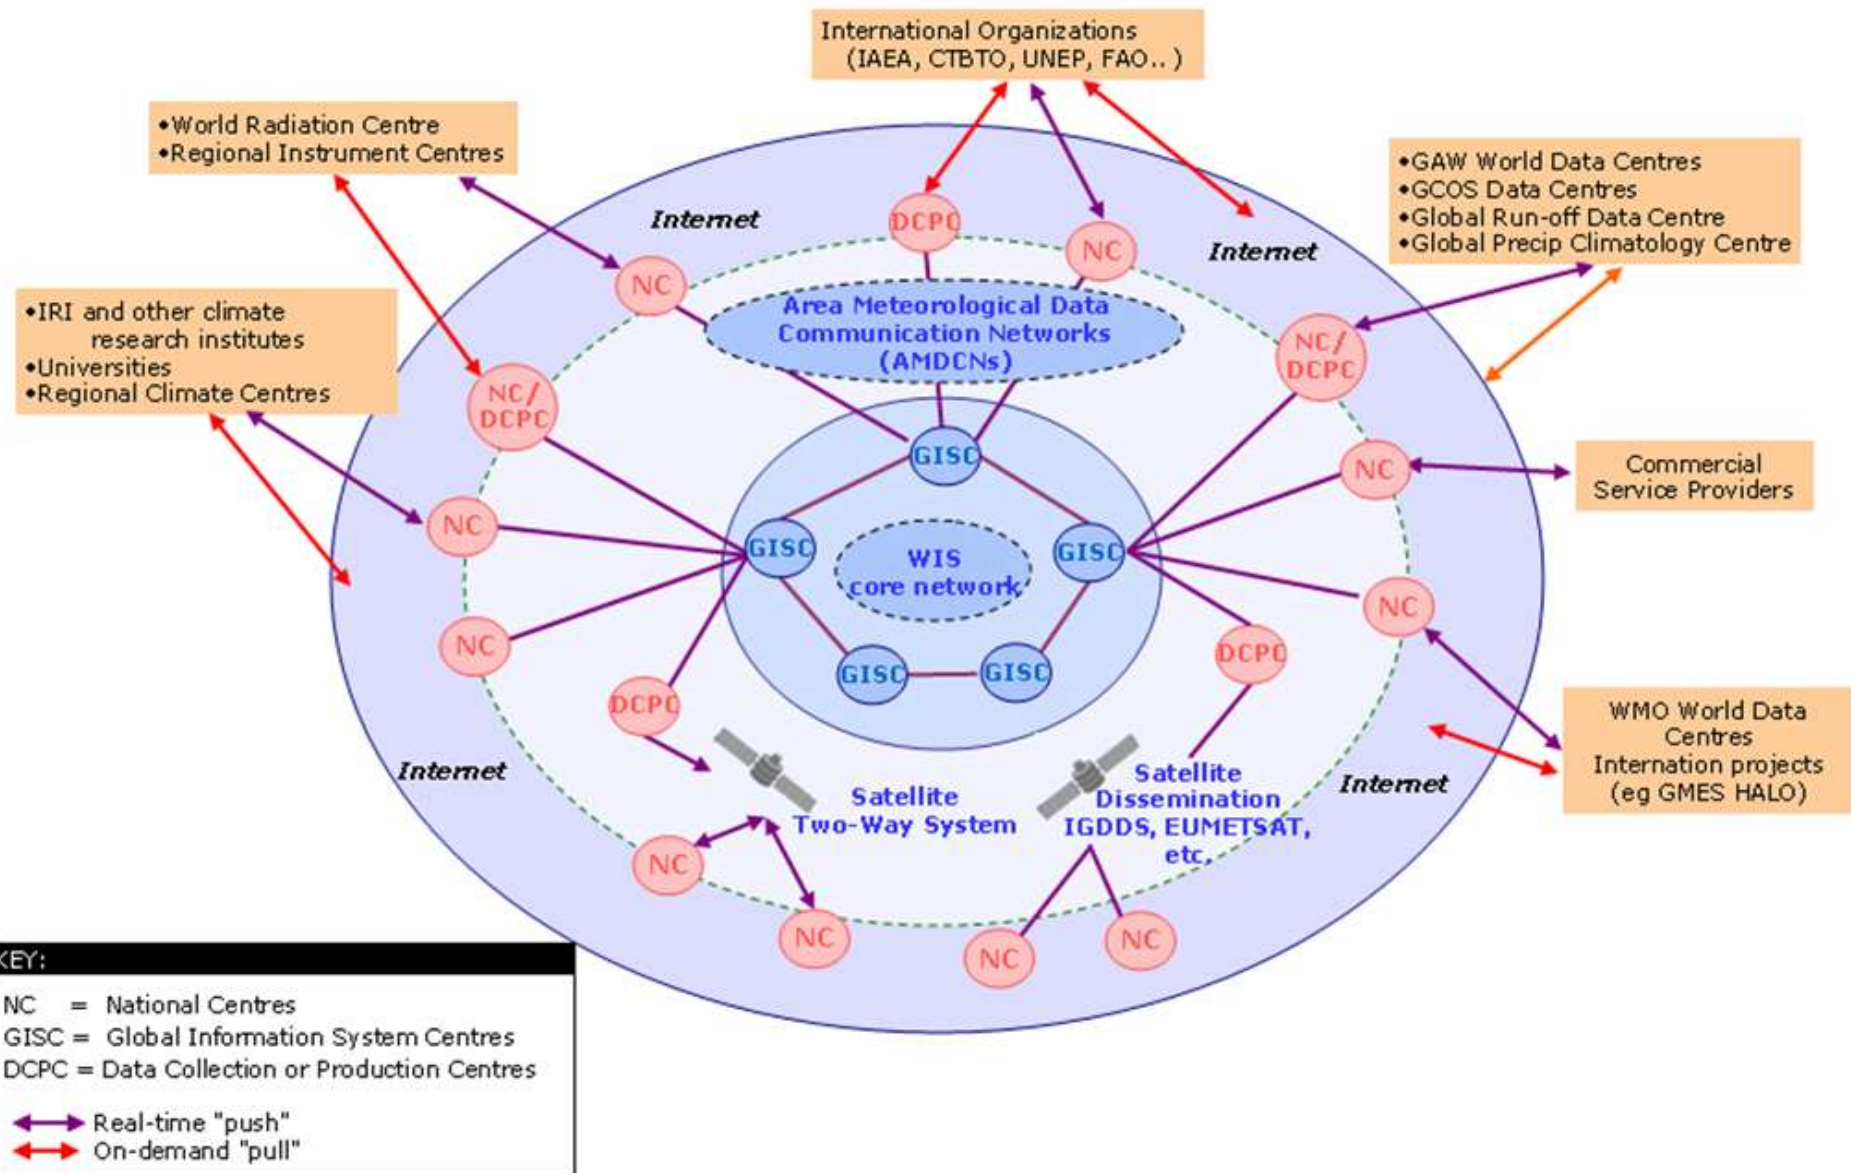 International Organizations
(IAEA, CTBTO, UNEP, FAO.. )
•World Radiation Centre
•Regional Instrument Centres
•GAW World Data Centres
•GCOS Data Centres
•Global Run-off Data Centre
•Global Precip Climatology Centre
•IRI and other climate
research institutes
•Universities
•Regional Climate Centres
Internet
Internet
DCPC
NC
NC
Area Meteorological Data
Communication Networks
(AMDCNs)
NC/
DCPC
NC/
DCPC
GISC
NC
Commercial
Service Providers
NC
GISC
GISC
WIS
core network
NC
NC
DCPC
GISC
GISC
DCPC
WMO World Data
Centres
Internation projects
(eg GMES HALO)
Internet
Internet
Satellite
Two-Way System
Satellite
Dissemination
IGDDS, EUMETSAT,
etc,
NC
NC
NC
NC
KEY:
NC = National Centres
GISC = Global Information System Centres
DCPC = Data Collection or Production Centres
Real-time "push"
On-demand "pull"